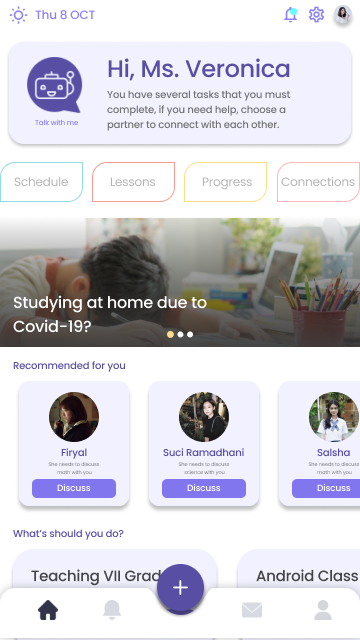 Thu 8 OCT
Hi, Ms. Veronica
You have several tasks that you must
complete, if you need help, choose a
partner to connect with each other.
Talk with me
Schedule
Lessons
Progress
Connections
Studying at home due to
Covid-19?
Recommended for you
Firyal
She needs to discuss
math with you
Discuss
Suci Ramadhani
She needs to discuss
science with you
Discuss
Salsha
She needs to discuss
math with you
Discuss
What's should you do?
Teaching VII Grad
Android Class